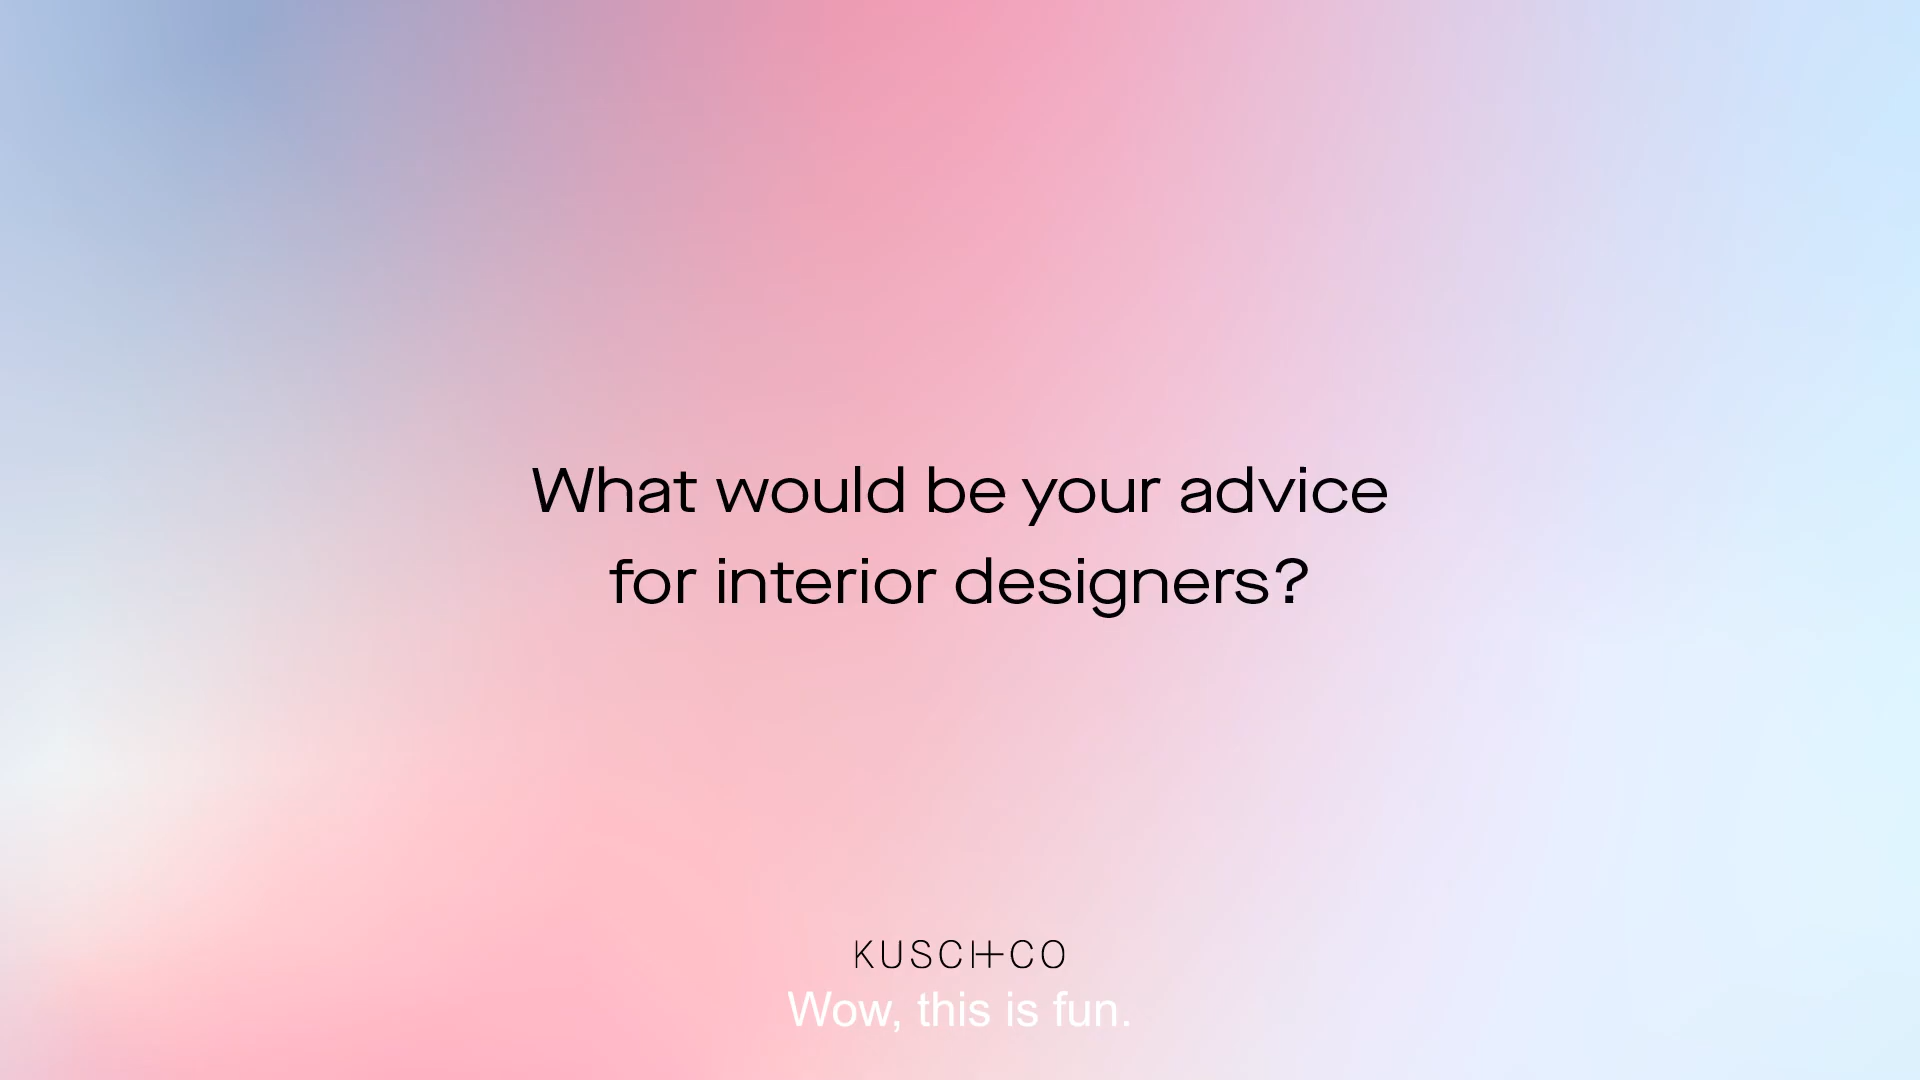 What would be your advice
for interior designers?
KUSCH+CO
Wow, this is fun.